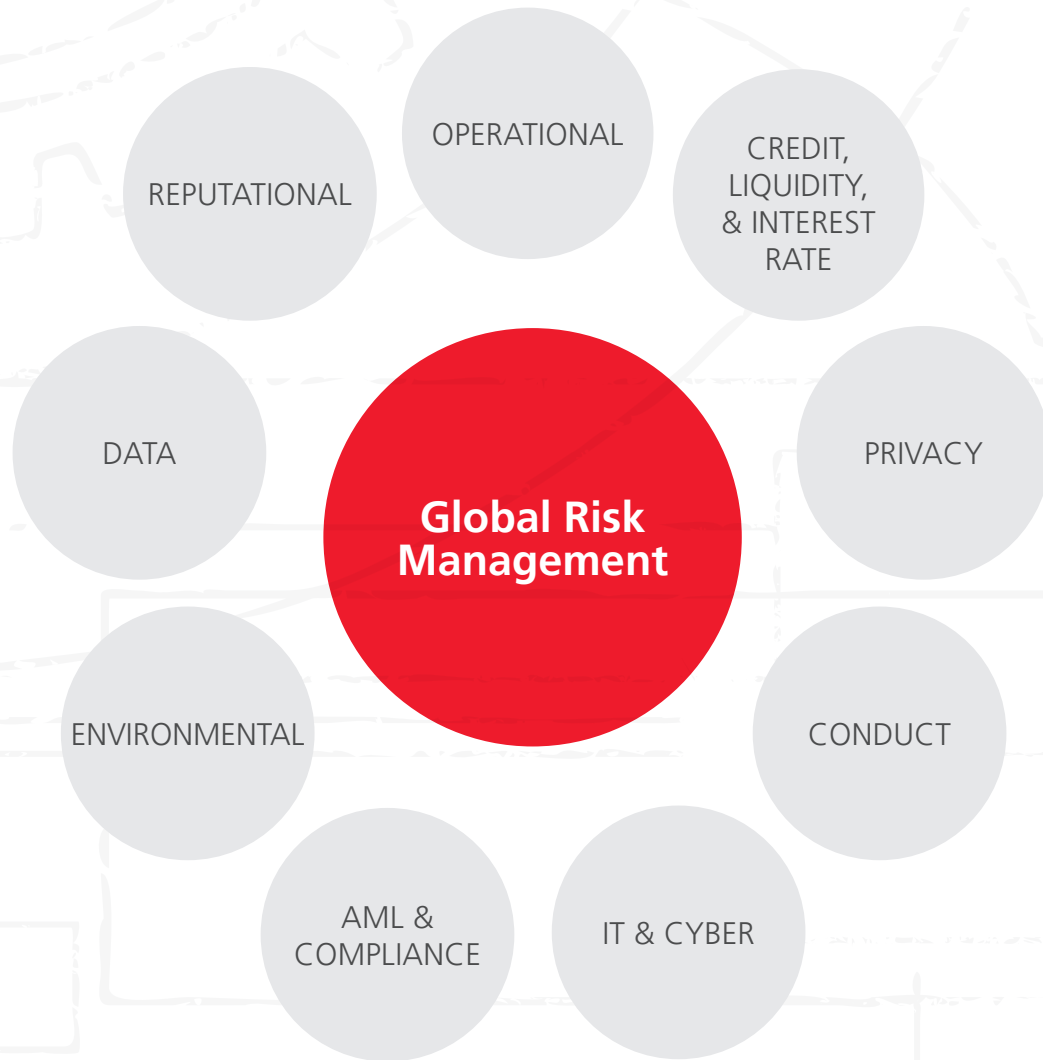 OPERATIONAL
CREDIT,
LIQUIDITY,
& INTEREST
RATE
REPUTATIONAL
DATA
PRIVACY
Global Risk
Management
ENVIRONMENTAL
CONDUCT
AML &
COMPLIANCE
IT & CYBER